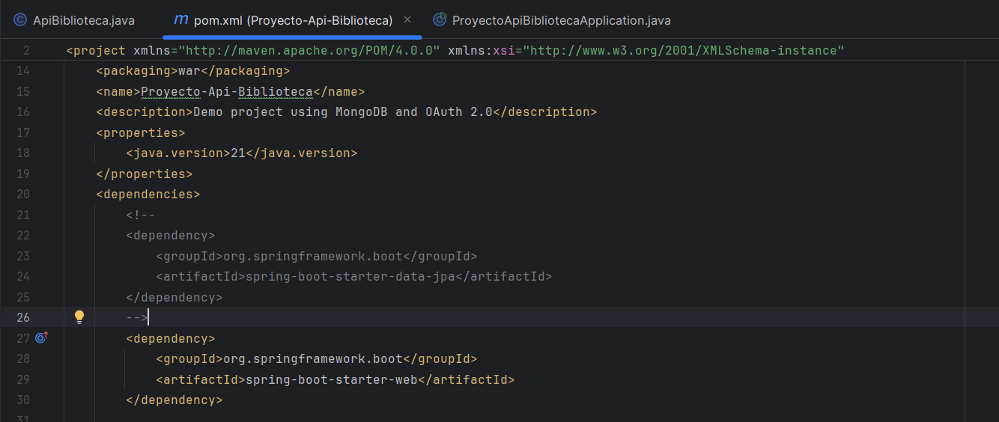 ApiBiblioteca.java
pom.xml (Proyecto-Api-Biblioteca)
ProyectoApiBibliotecaApplication.java
2 <project xmlns="http://maven.apache.org/POM/4.0.0" xmlns:xsi="http://www.w3.org/2001/XMLSchema-instance"
14 <packaging>war</packaging>
15 <name>Proyecto-Api-Biblioteca</name>
16 <description>Demo project using MongoDB and OAuth 2.0</description>
17 <properties>
18 <java.version>21</java.version>
19 </properties>
20 <dependencies>
21 <!--
22 <dependency>
23 <groupId>org.springframework.boot</groupId>
24 <artifactId>spring-boot-starter-data-jpa</artifactId>
25 </dependency>
26 -->
27 <dependency>
28 <groupId>org.springframework.boot</groupId>
29 <artifactId>spring-boot-starter-web</artifactId>
30 </dependency>
31